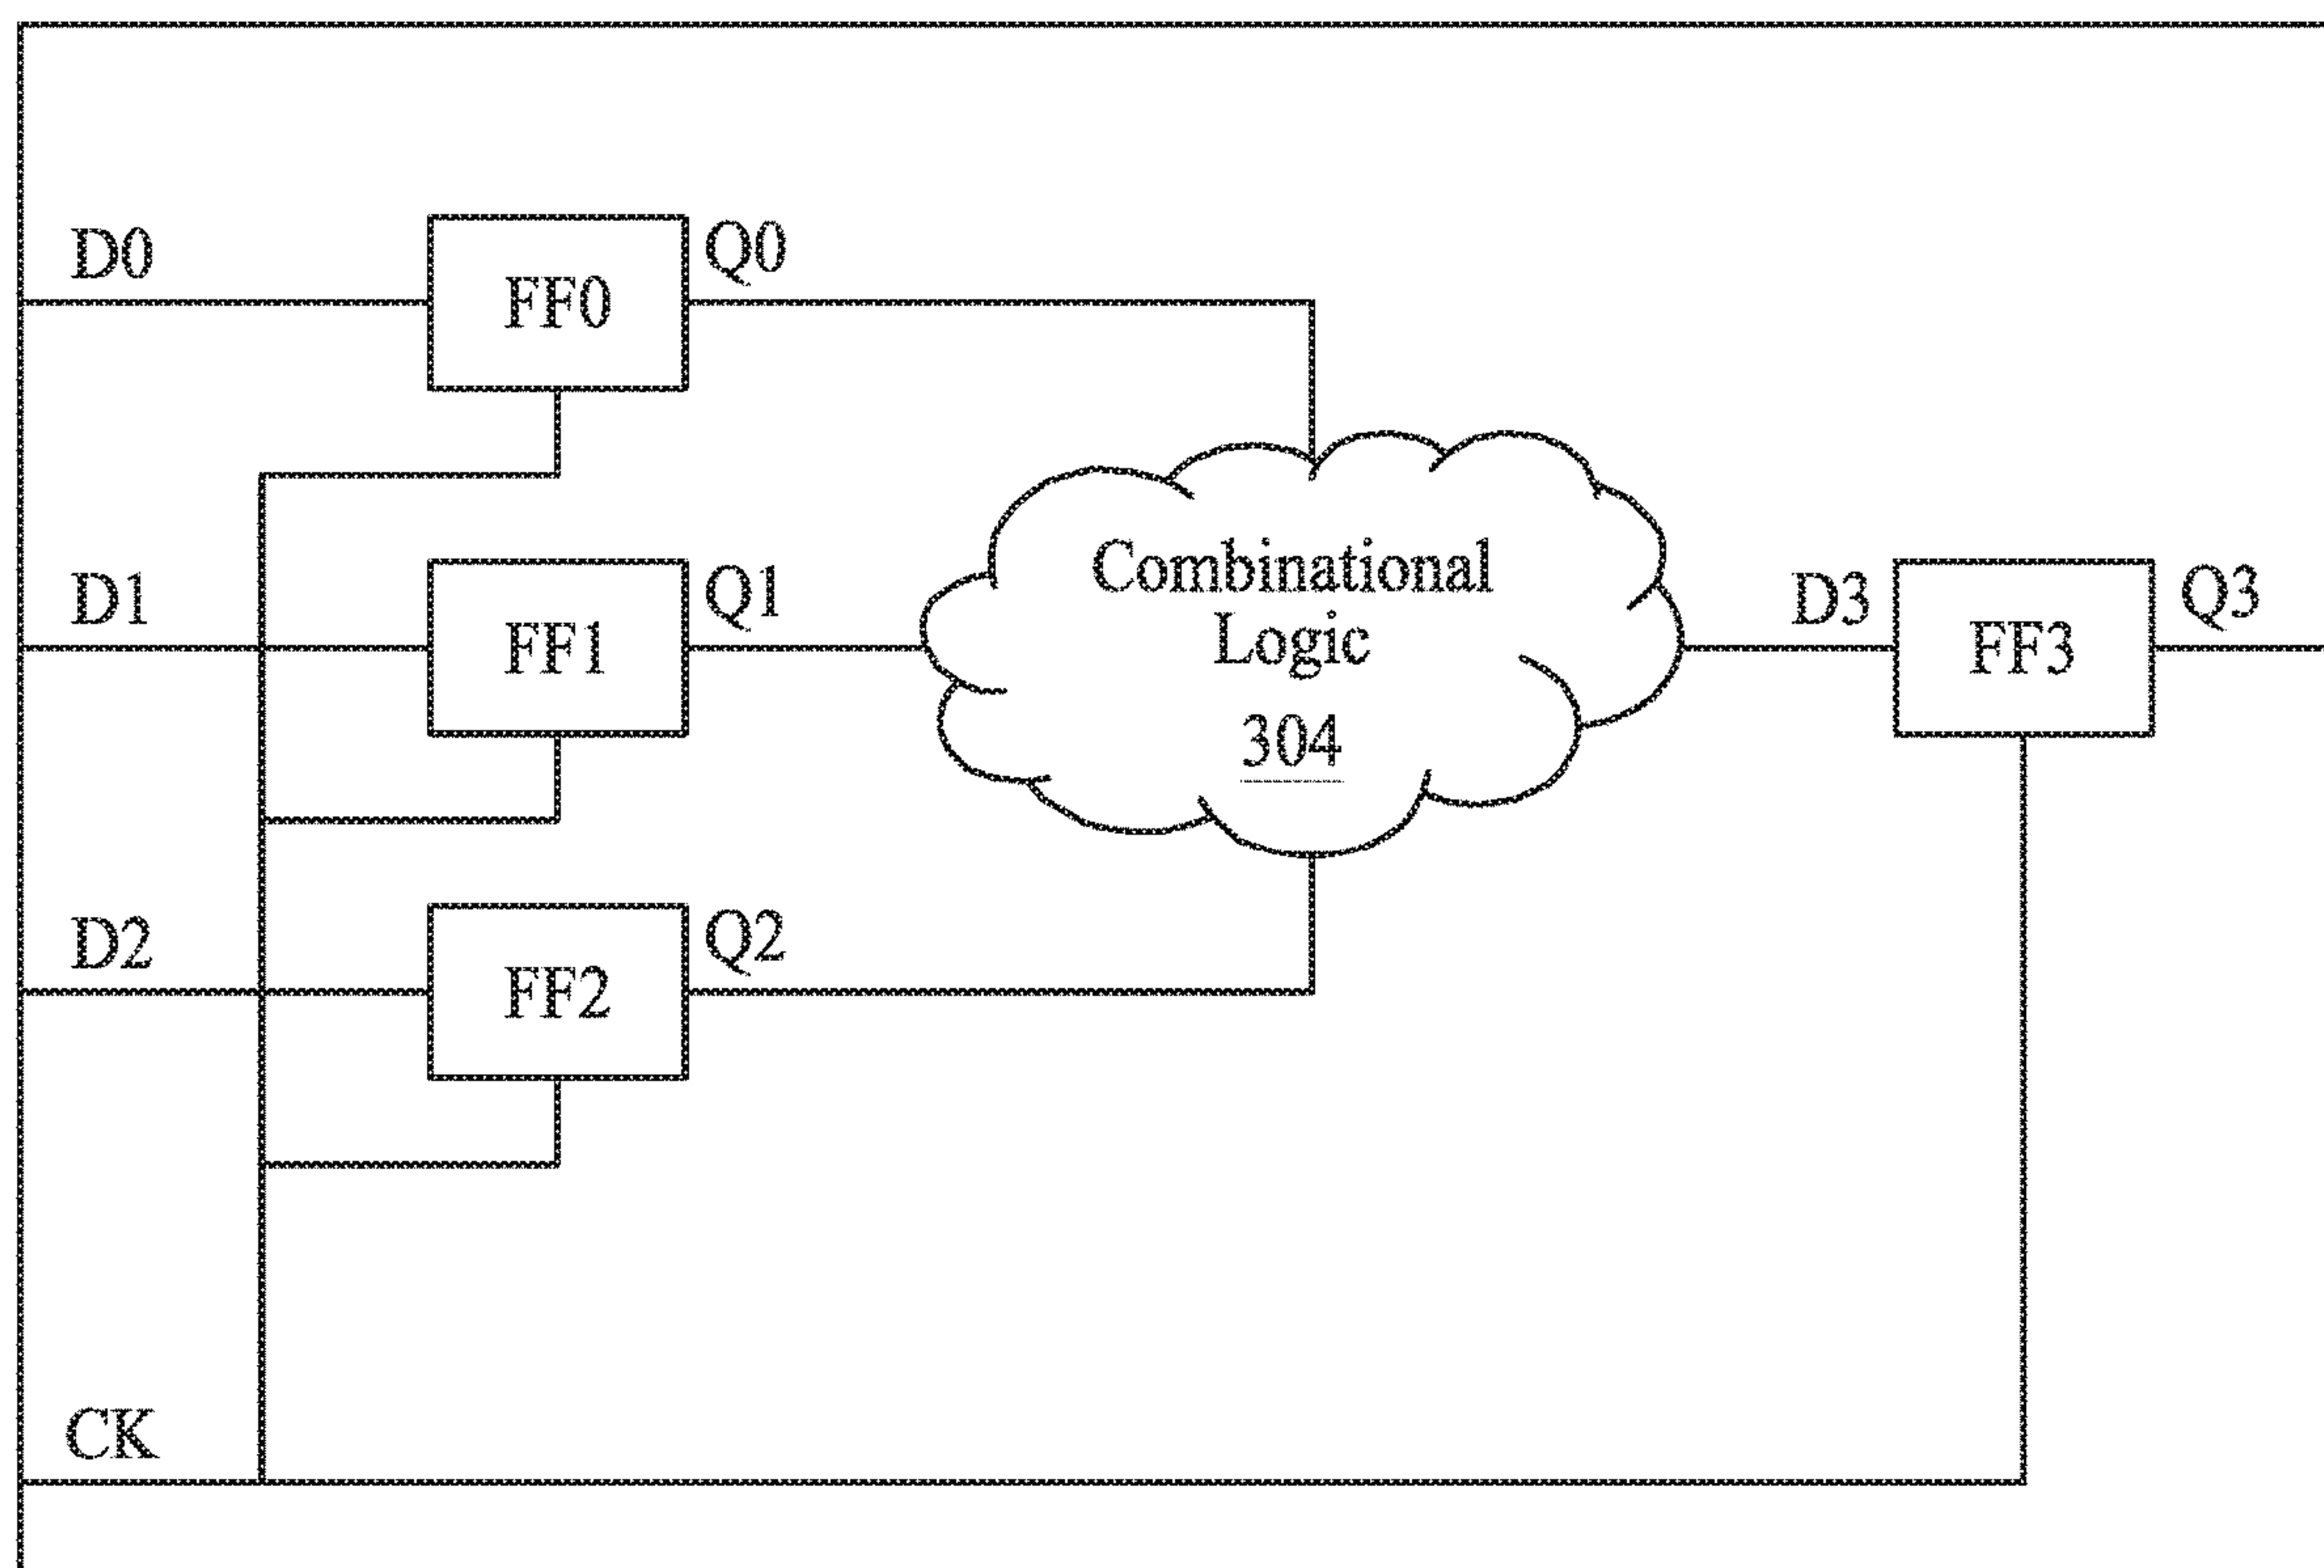 D0
FF0
Q0
D1
FF1
Q1
Combinational
Logic
304
D3
FF3
Q3
D2
FF2
Q2
CK